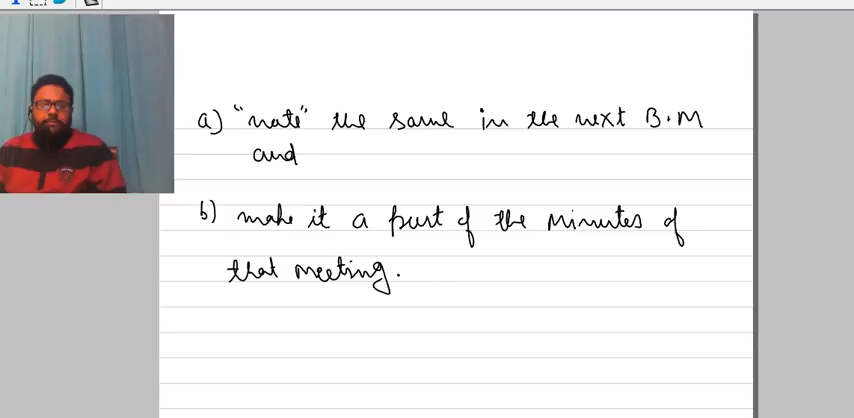 a) "note" the same in the next B.M
and
b) make it a part of the minutes of
that meeting.